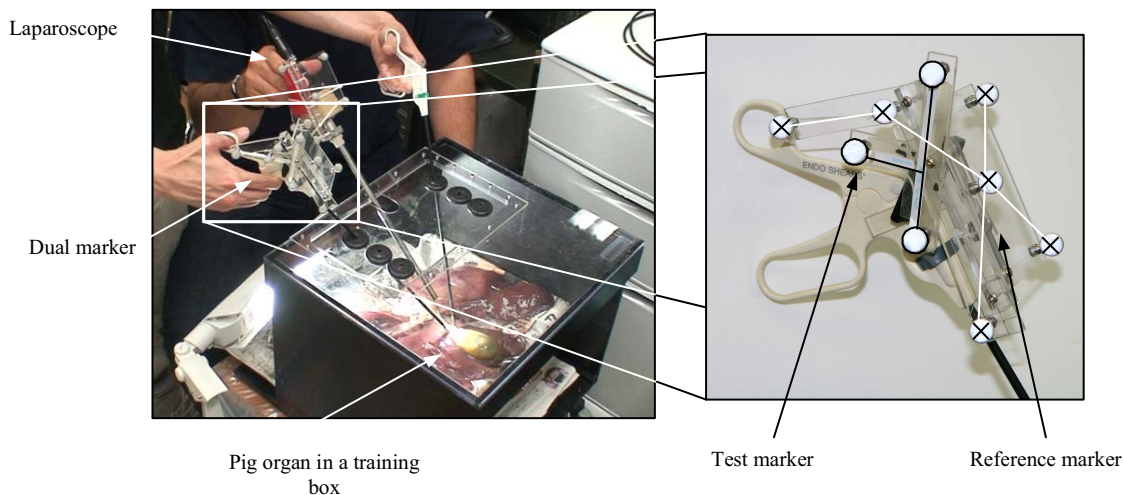 Laparoscope
Dual marker
Pig organ in a training
box
ENDO SHEARS
Test marker
Reference marker